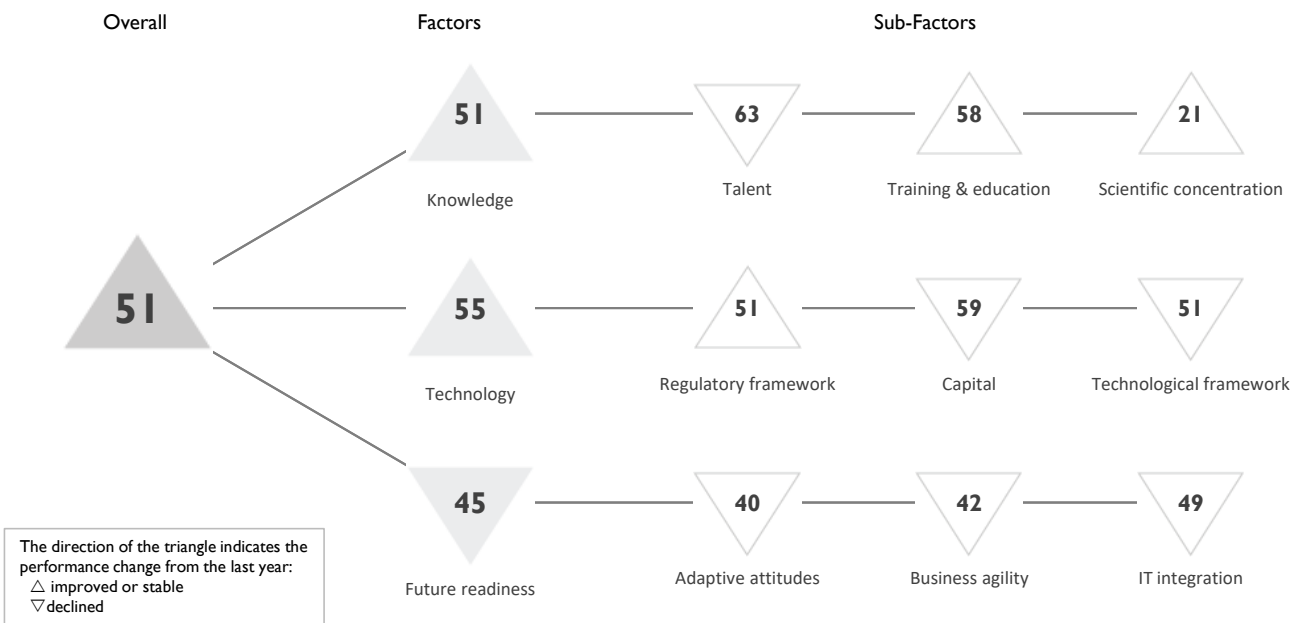 Overall
Factors
Sub-Factors
51
63
58
21
Knowledge
Talent
Training & education
Scientific concentration
51
55
51
59
51
Technology
Regulatory framework
Capital
Technological framework
45
40
42
49
Future readiness
Adaptive attitudes
Business agility
IT integration
The direction of the triangle indicates the
performance change from the last year:
△ improved or stable
▽ declined